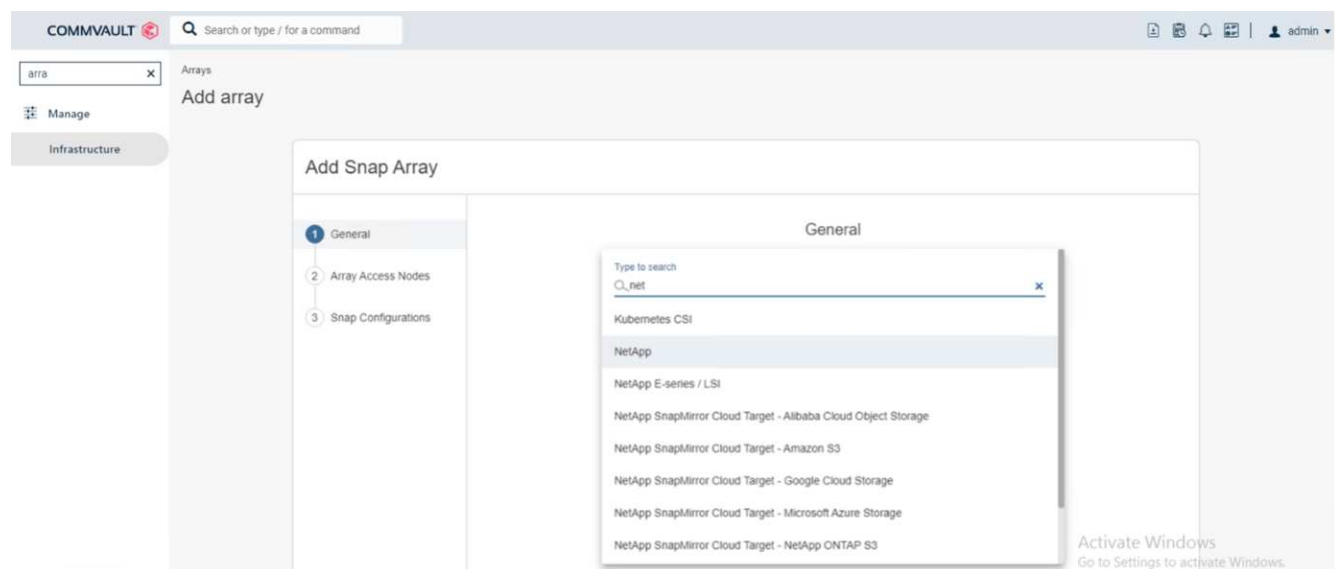 COMMVAULT
Search or type / for a command
admin
arra
Manage
Infrastructure
Arrays
Add array
Add Snap Array
1 General
2 Array Access Nodes
3 Snap Configurations
General
Type to search
net
Kubernetes CSI
NetApp
NetApp E-series / LSI
NetApp SnapMirror Cloud Target - Alibaba Cloud Object Storage
NetApp SnapMirror Cloud Target - Amazon S3
NetApp SnapMirror Cloud Target - Google Cloud Storage
NetApp SnapMirror Cloud Target - Microsoft Azure Storage
NetApp SnapMirror Cloud Target - NetApp ONTAP S3
Activate Windows
Go to Settings to activate Windows.